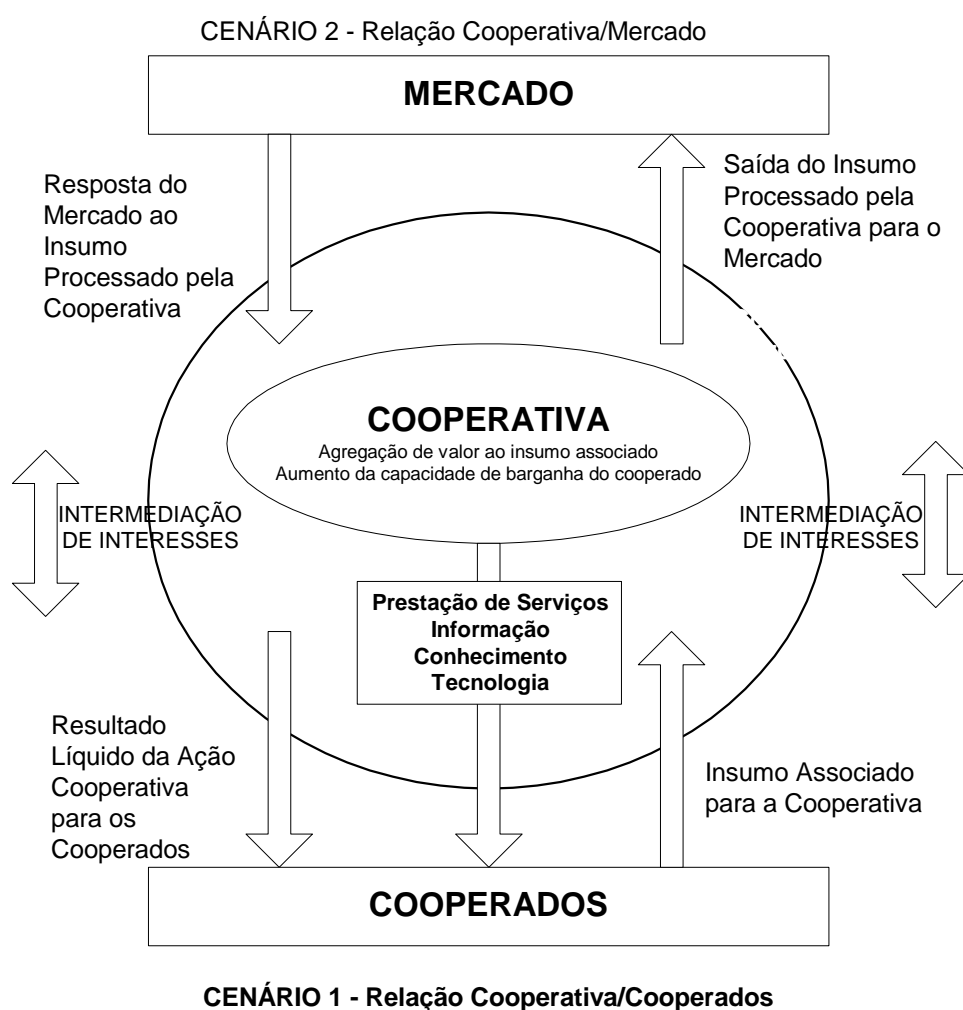 CENÁRIO 2 - Relação Cooperativa/Mercado
MERCADO
Resposta do
Mercado ao
Insumo
Processado pela
Cooperativa
Saída do Insumo
Processado pela
Cooperativa para o
Mercado
COOPERATIVA
Agregação de valor ao insumo associado
Aumento da capacidade de barganha do cooperado
INTERMEDIAÇÃO
DE INTERESSES
INTERMEDIAÇÃO
DE INTERESSES
Prestação de Serviços
Informação
Conhecimento
Tecnologia
Resultado
Líquido da Ação
Cooperativa
para os
Cooperados
Insumo Associado
para a Cooperativa
COOPERADOS
CENÁRIO 1 - Relação Cooperativa/Cooperados